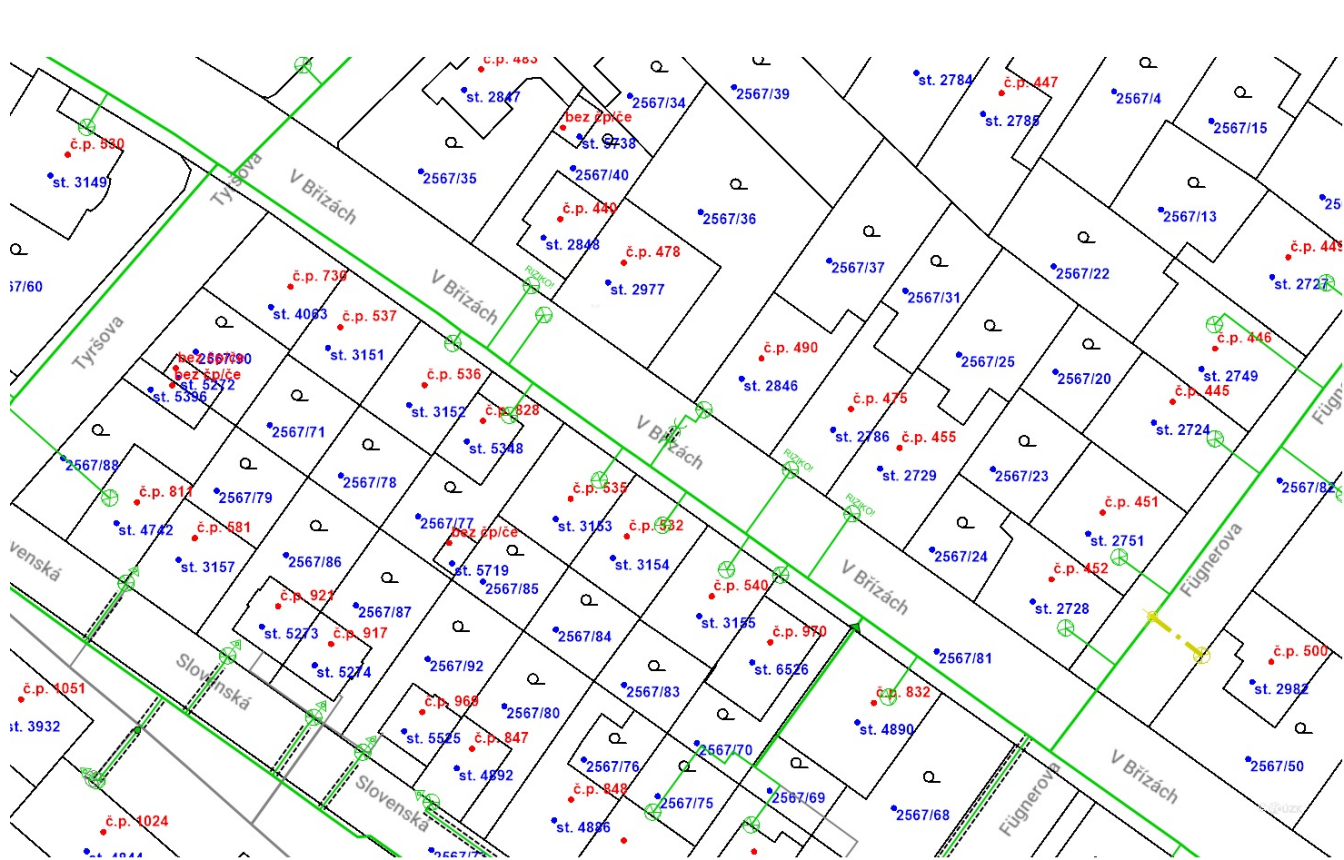 č.p. 483
č.p. 447
st. 2784
2567/4
2567/39
st. 2847
2567/34
bez čp/če
st. 2785
2567/15
č.p. 930
st. 5738
Tyršova
2567/35
2567/40
st. 3149
V Břízách
č.p. 440
2567/36
2567/13
st. 2848
č.p. 478
č.p. 730
RIZIKO!
V Břízách
2567/37
2567/22
st. 2977
2567/31
st. 2727
st. 4063
č.p. 537
Tyršova
č.p. 446
č.p. 490
st. 3151
2567/90
bez čp/če
2567/25
st. 5272
bez čp/če
č.p. 536
st. 2846
2567/20
st. 2749
st. 5396
č.p. 445
st. 3152
č.p. 828
č.p. 475
2567/71
V Břízách
st. 2786
č.p. 455
st. 2724
st. 5348
2567/88
RIZIKO!
st. 2729
2567/23
2567/78
2567/79
č.p. 811
č.p. 535
RIZIKO!
č.p. 451
2567/77
st. 3153
st. 4742
č.p. 581
bez čp/če
č.p. 532
st. 2751
2567/24
st. 3157
2567/86
st. 5719
st. 3154
2567/85
V Břízách
č.p. 540
č.p. 452
Fügnerova
č.p. 921
2567/87
st. 2728
st. 5273
č.p. 917
2567/84
st. 3155
č.p. 970
Slovenská
st. 5274
2567/92
st. 6526
2567/81
č.p. 500
č.p. 1051
č.p. 969
2567/83
č.p. 832
st. 2982
st. 3932
2567/80
st. 5525
č.p. 847
2567/70
st. 4890
Slovenská
st. 4892
2567/76
V Břízách
2567/50
č.p. 848
2567/75
2567/69
Fügnerova
2567/68
č.p. 1024
st. 4886